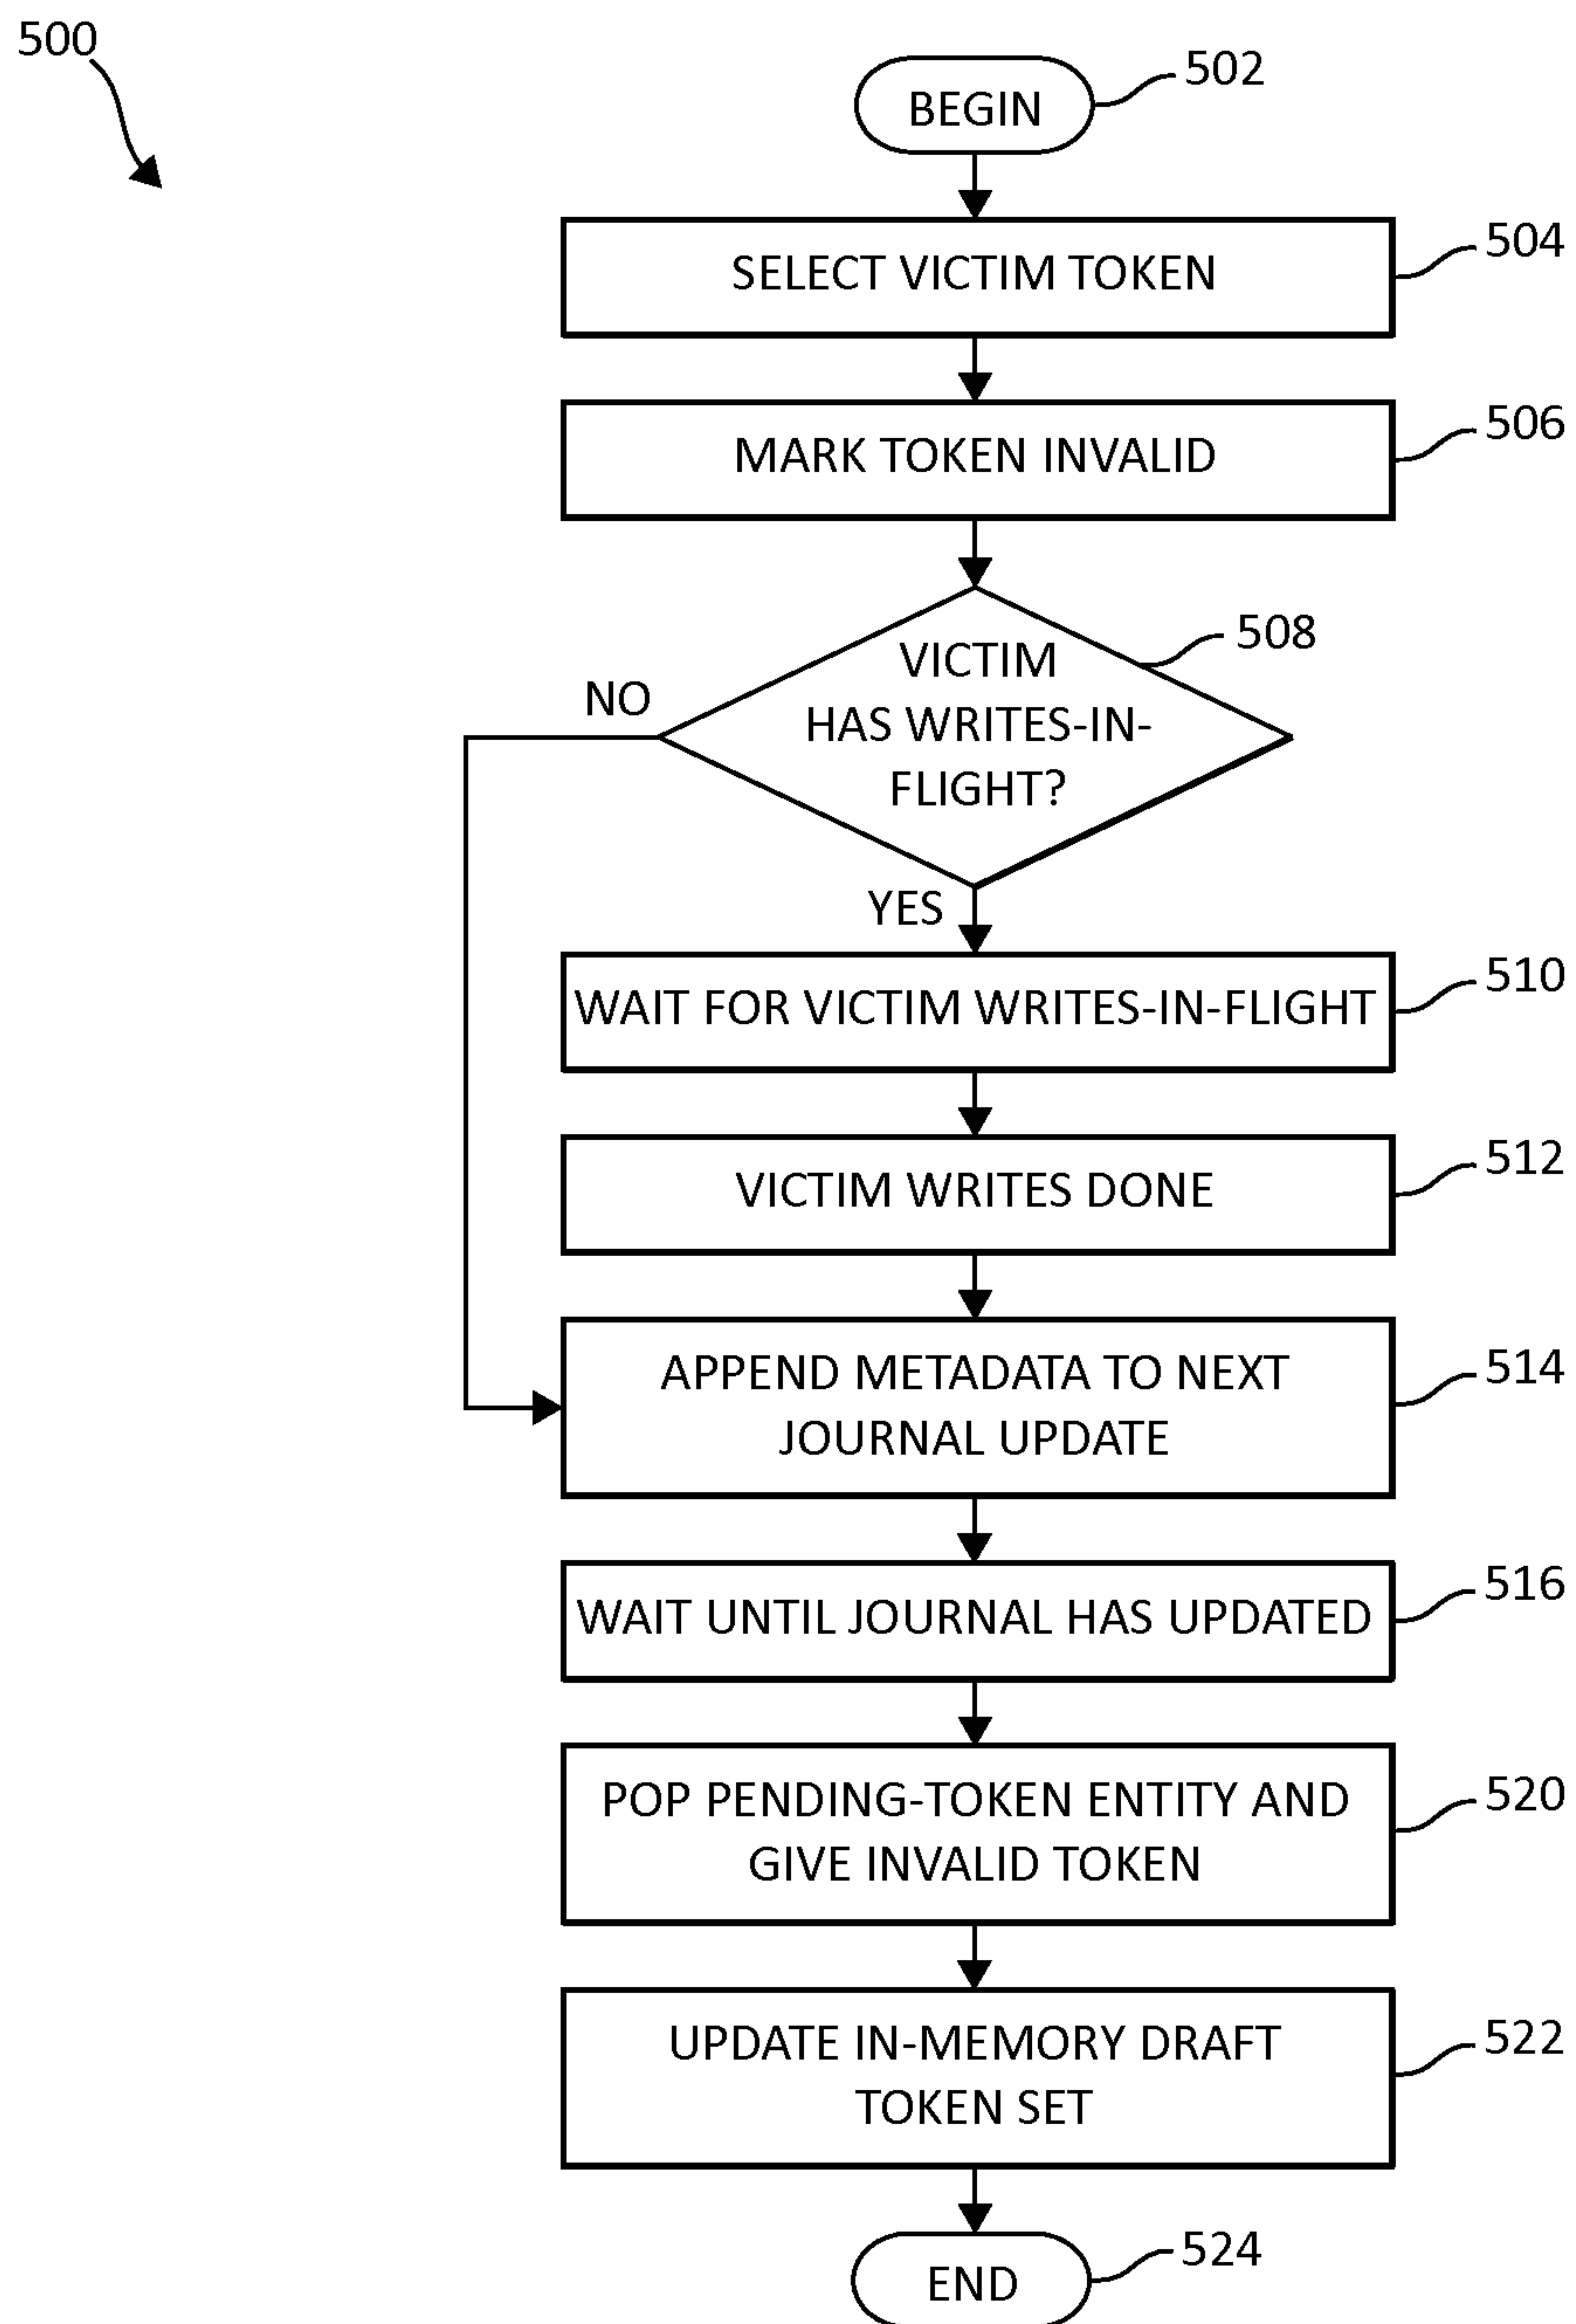 500
502
BEGIN
504
SELECT VICTIM TOKEN
506
MARK TOKEN INVALID
508
VICTIM
HAS WRITES-IN-
FLIGHT?
NO
YES
510
WAIT FOR VICTIM WRITES-IN-FLIGHT
512
VICTIM WRITES DONE
514
APPEND METADATA TO NEXT
JOURNAL UPDATE
516
WAIT UNTIL JOURNAL HAS UPDATED
520
POP PENDING-TOKEN ENTITY AND
GIVE INVALID TOKEN
522
UPDATE IN-MEMORY DRAFT
TOKEN SET
524
END